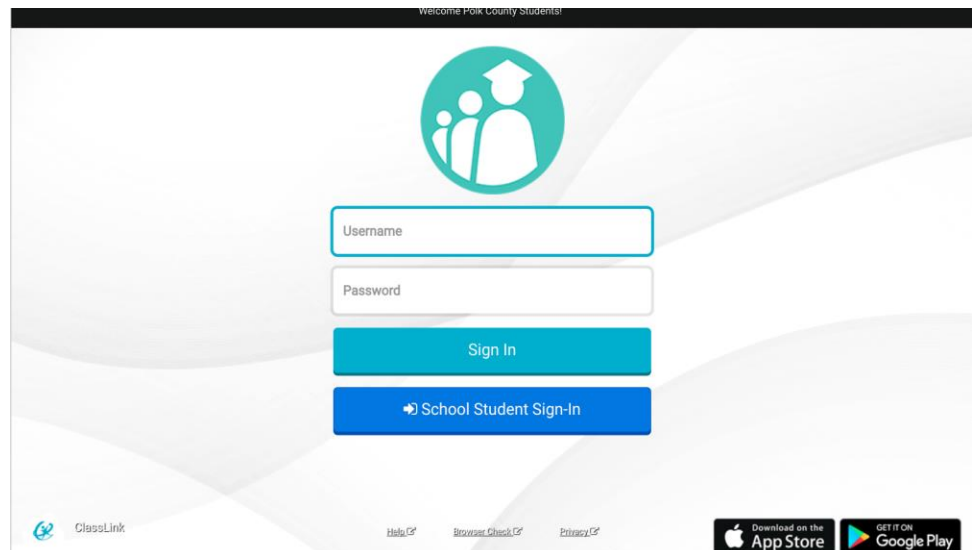 Welcome Polk County Students!
Username
Password
Sign In
School Student Sign-In
ClassLink
Help
Browser Check
Privacy
Download on the
App Store
GET IT ON
Google Play